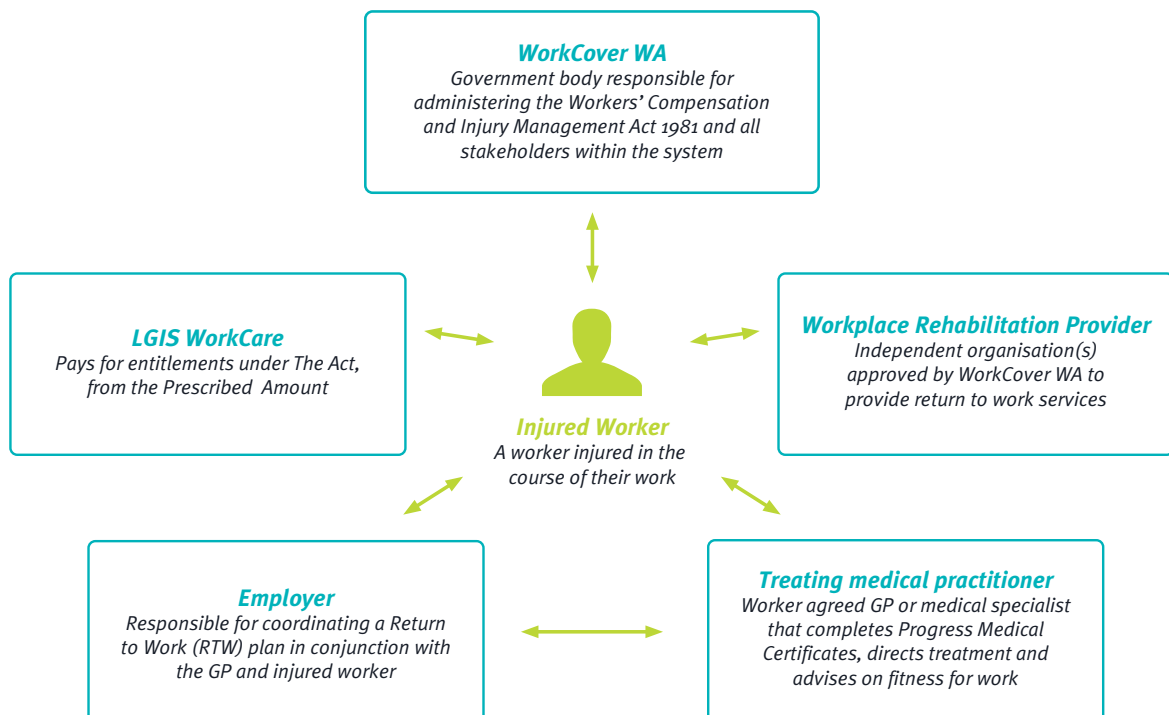 WorkCover WA
Government body responsible for
administering the Workers' Compensation
and Injury Management Act 1981 and all
stakeholders within the system
LGIS WorkCare
Pays for entitlements under The Act,
from the Prescribed Amount
Workplace Rehabilitation Provider
Independent organisation(s)
approved by WorkCover WA to
provide return to work services
Injured Worker
A worker injured in the
course of their work
Employer
Responsible for coordinating a Return
to Work (RTW) plan in conjunction with
the GP and injured worker
Treating medical practitioner
Worker agreed GP or medical specialist
that completes Progress Medical
Certificates, directs treatment and
advises on fitness for work